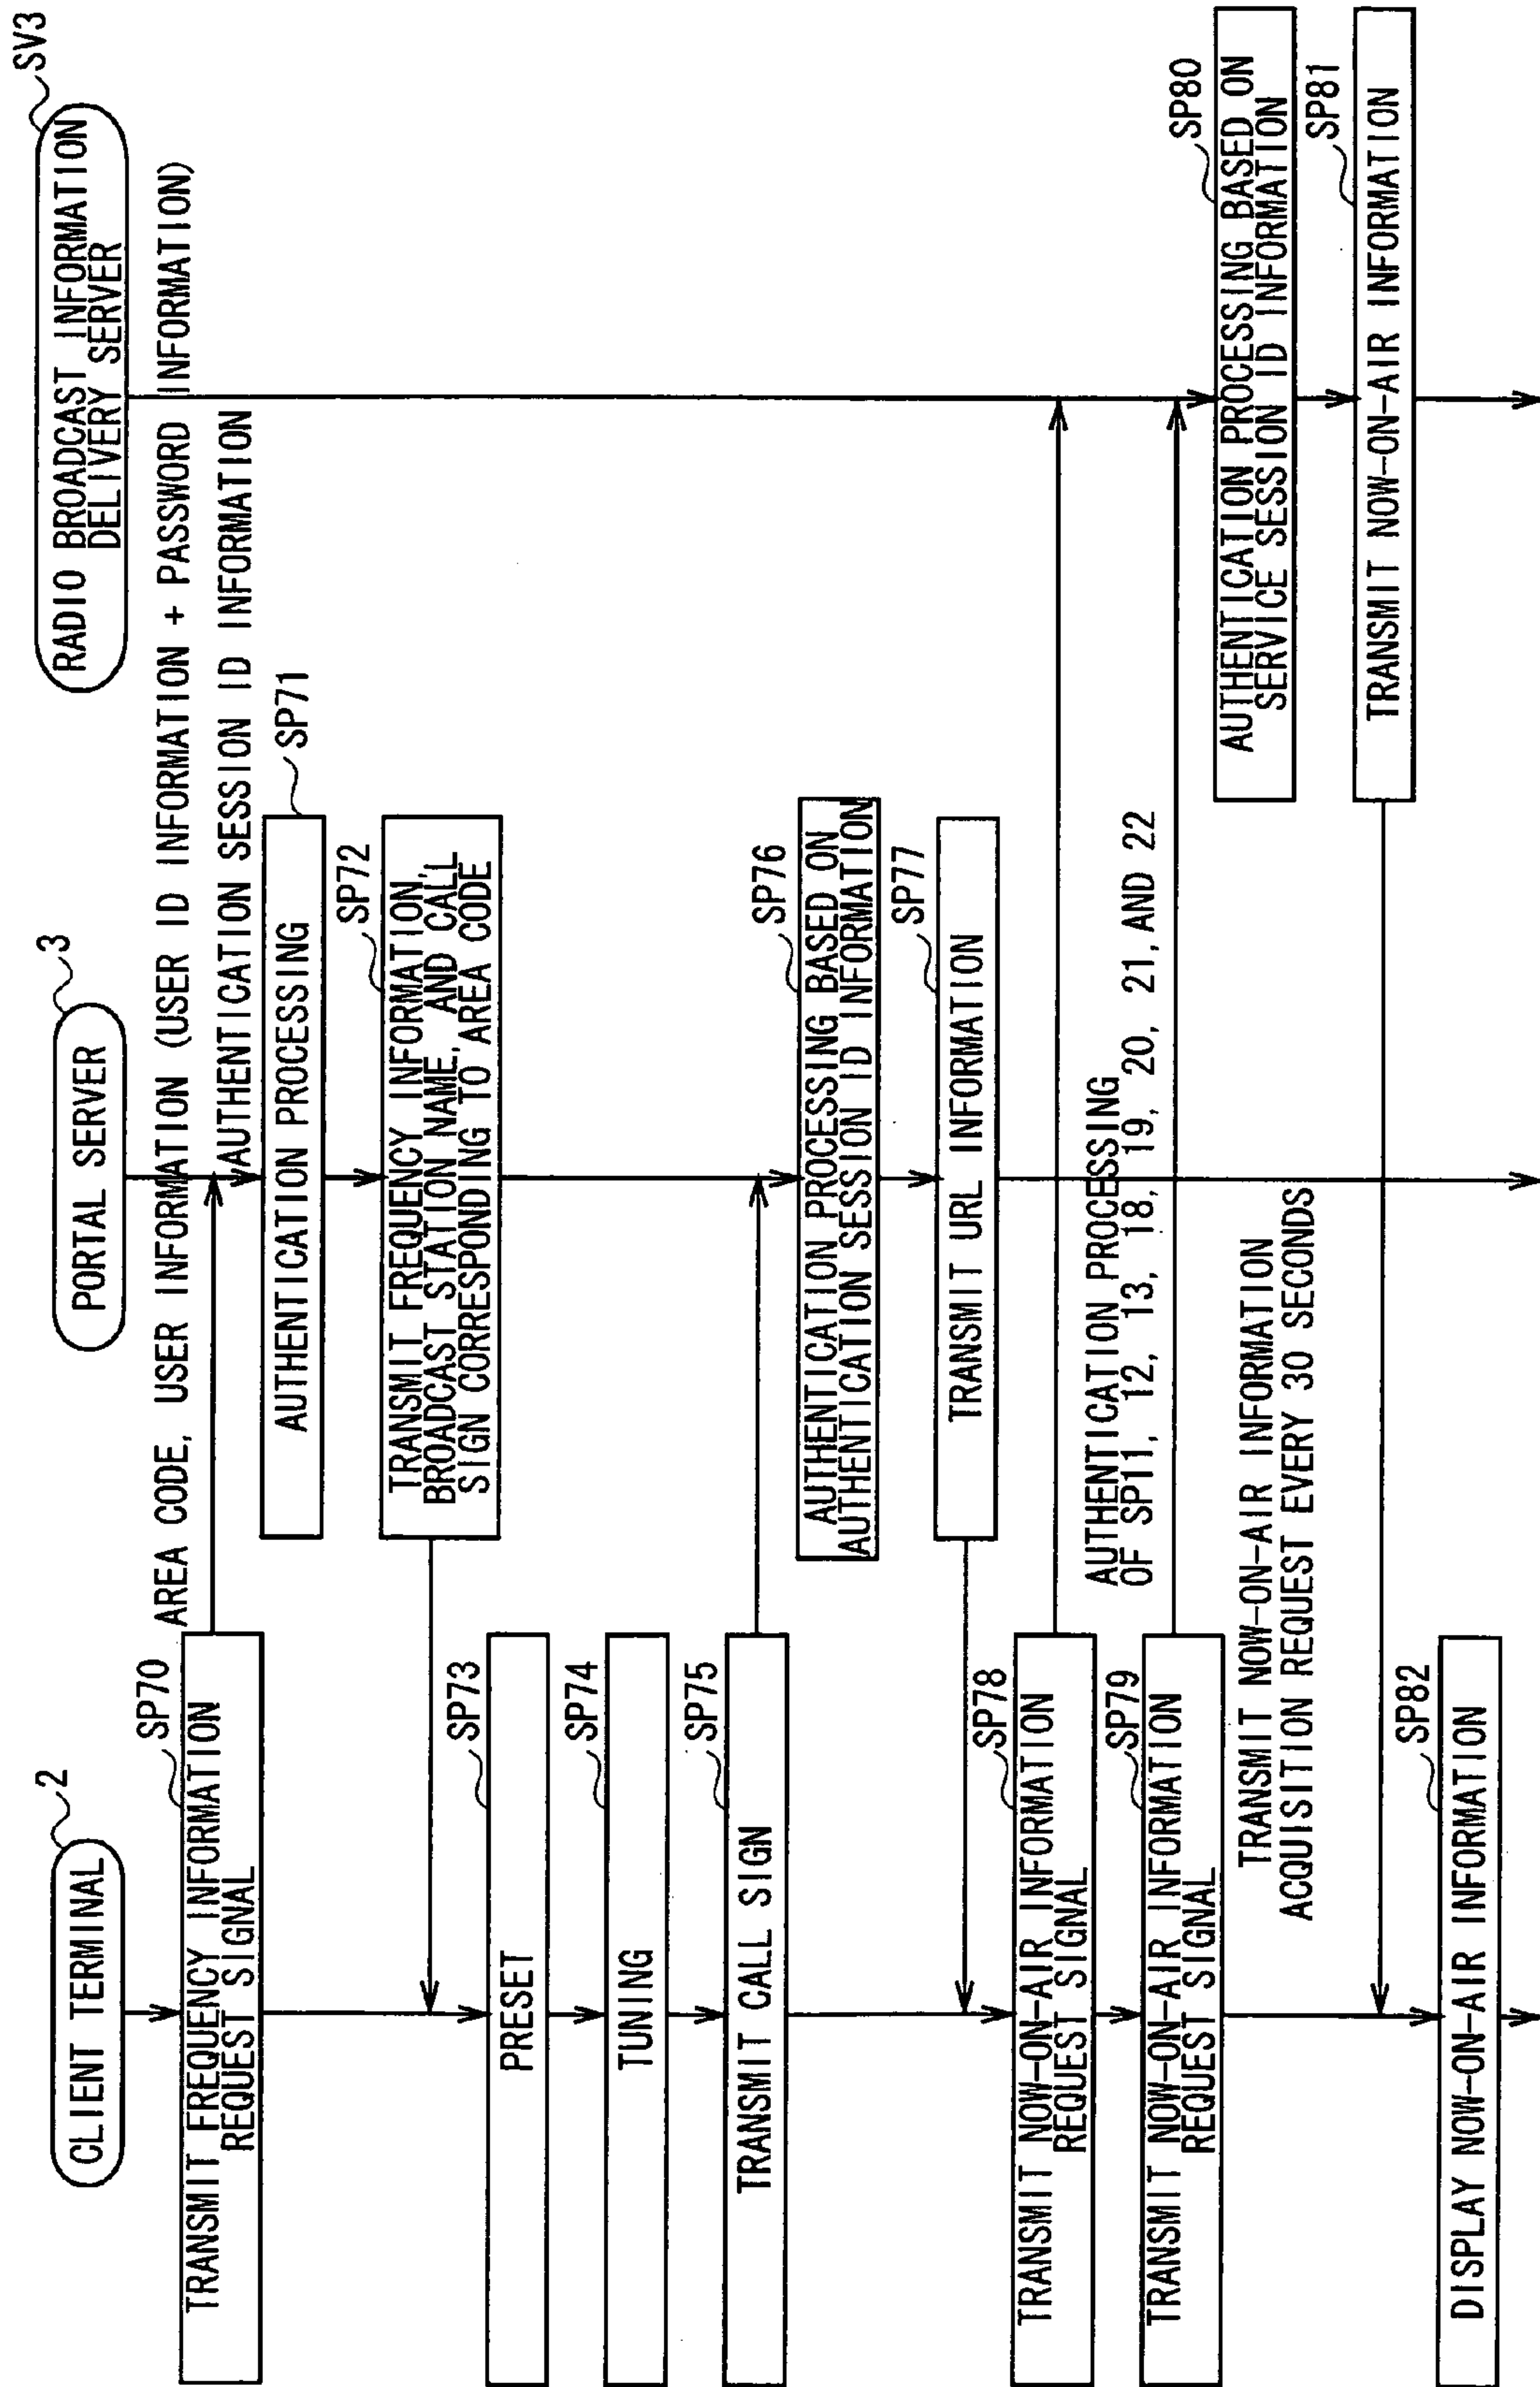 CLIENT TERMINAL
2
PORTAL SERVER
3
RADIO BROADCAST INFORMATION
DELIVERY SERVER
SV3
SP70
TRANSMIT FREQUENCY INFORMATION
REQUEST SIGNAL
AREA CODE, USER INFORMATION (USER ID INFORMATION + PASSWORD INFORMATION)
AUTHENTICATION SESSION ID INFORMATION
SP71
AUTHENTICATION PROCESSING
SP72
TRANSMIT FREQUENCY INFORMATION,
BROADCAST STATION NAME, AND CALL
SIGN CORRESPONDING TO AREA CODE
SP73
PRESET
SP74
TUNING
SP75
TRANSMIT CALL SIGN
SP76
AUTHENTICATION PROCESSING BASED ON
AUTHENTICATION SESSION ID INFORMATION
SP77
TRANSMIT URL INFORMATION
SP78
TRANSMIT NOW-ON-AIR INFORMATION
REQUEST SIGNAL
AUTHENTICATION PROCESSING
OF SP11, 12, 13, 18, 19, 20, 21, AND 22
SP79
TRANSMIT NOW-ON-AIR INFORMATION
REQUEST SIGNAL
SP80
AUTHENTICATION PROCESSING BASED ON
SERVICE SESSION ID INFORMATION
TRANSMIT NOW-ON-AIR INFORMATION
ACQUISITION REQUEST EVERY 30 SECONDS
SP81
TRANSMIT NOW-ON-AIR INFORMATION
SP82
DISPLAY NOW-ON-AIR INFORMATION